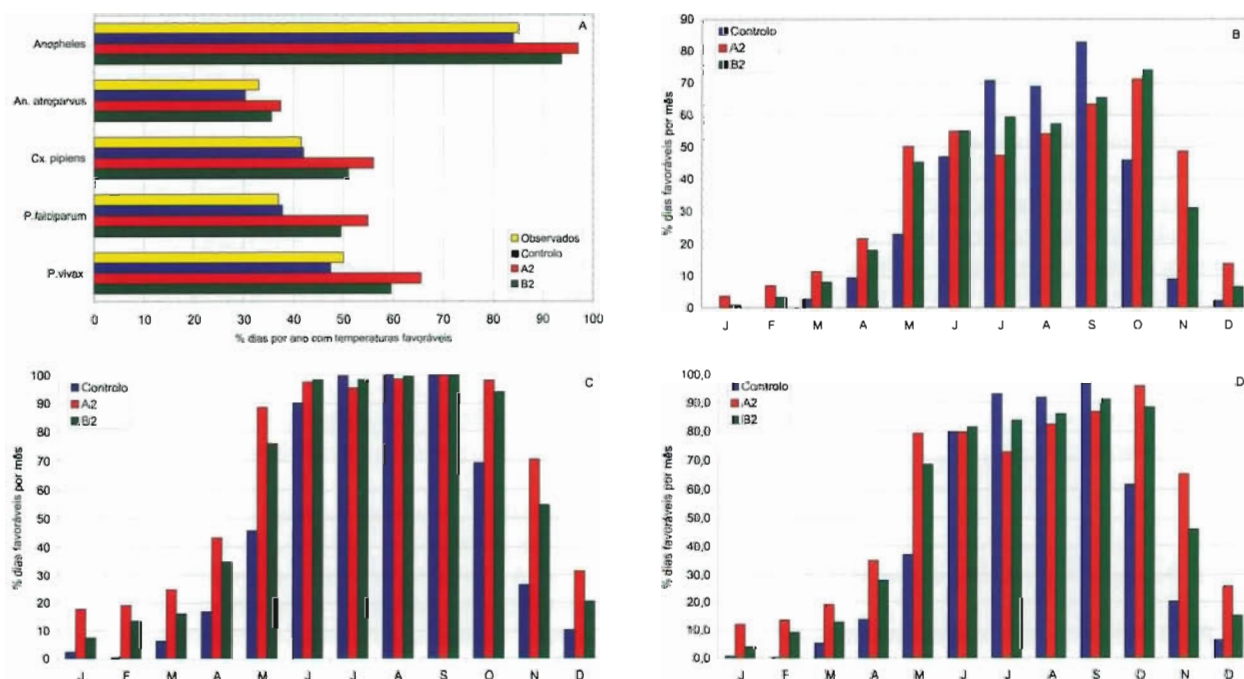 A
Anopheles
An. atroparvus
Cx. pipiens
P. falciparum
P. vivax
Observados
Controlo
A2
B2
0 10 20 30 40 50 60 70 80 90 100
% dias por ano com temperaturas favoráveis
B
Controlo
A2
B2
% dias favoráveis por mês
90
80
70
60
50
40
30
20
10
0
J F M A M J J A S O N D
C
Controlo
A2
B2
% dias favoráveis por mês
100
90
80
70
60
50
40
30
20
10
0
J F M A M J J A S O N D
D
Controlo
A2
B2
% dias favoráveis por mês
100,0
90,0
80,0
70,0
60,0
50,0
40,0
30,0
20,0
10,0
0,0
J F M A M J J A S O N D